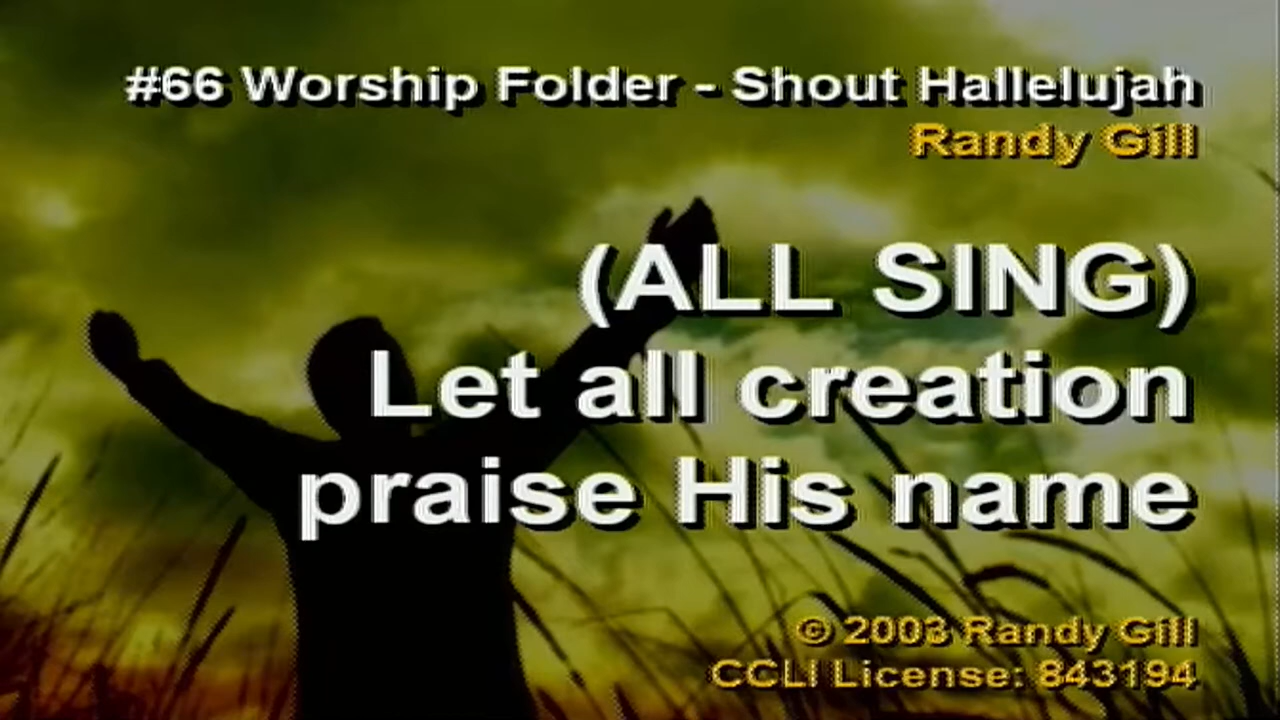 #66 Worship Folder - Shout Hallelujah
Randy Gill
(ALL SING)
Let all creation
praise His name
© 2003 Randy Gill
CCLI License: 843194